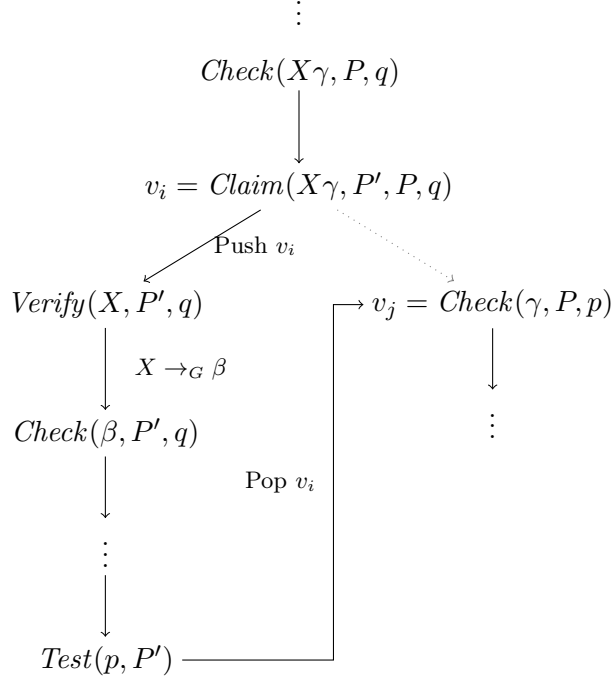 ⋮
Check(Xγ, P, q)
v_i = Claim(Xγ, P′, P, q)
Push v_i
Verify(X, P′, q)
v_j = Check(γ, P, p)
X →_G β
⋮
Check(β, P′, q)
Pop v_i
⋮
Test(p, P′)